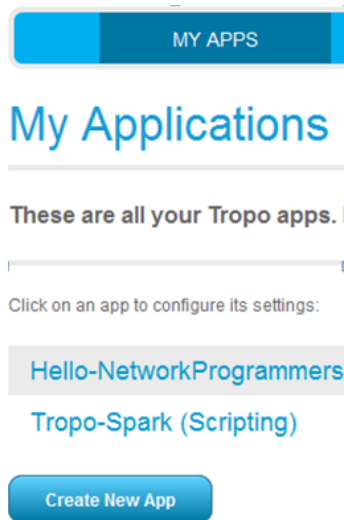 MY APPS
My Applications
These are all your Tropo apps.
Click on an app to configure its settings:
Hello-NetworkProgrammers
Tropo-Spark (Scripting)
Create New App